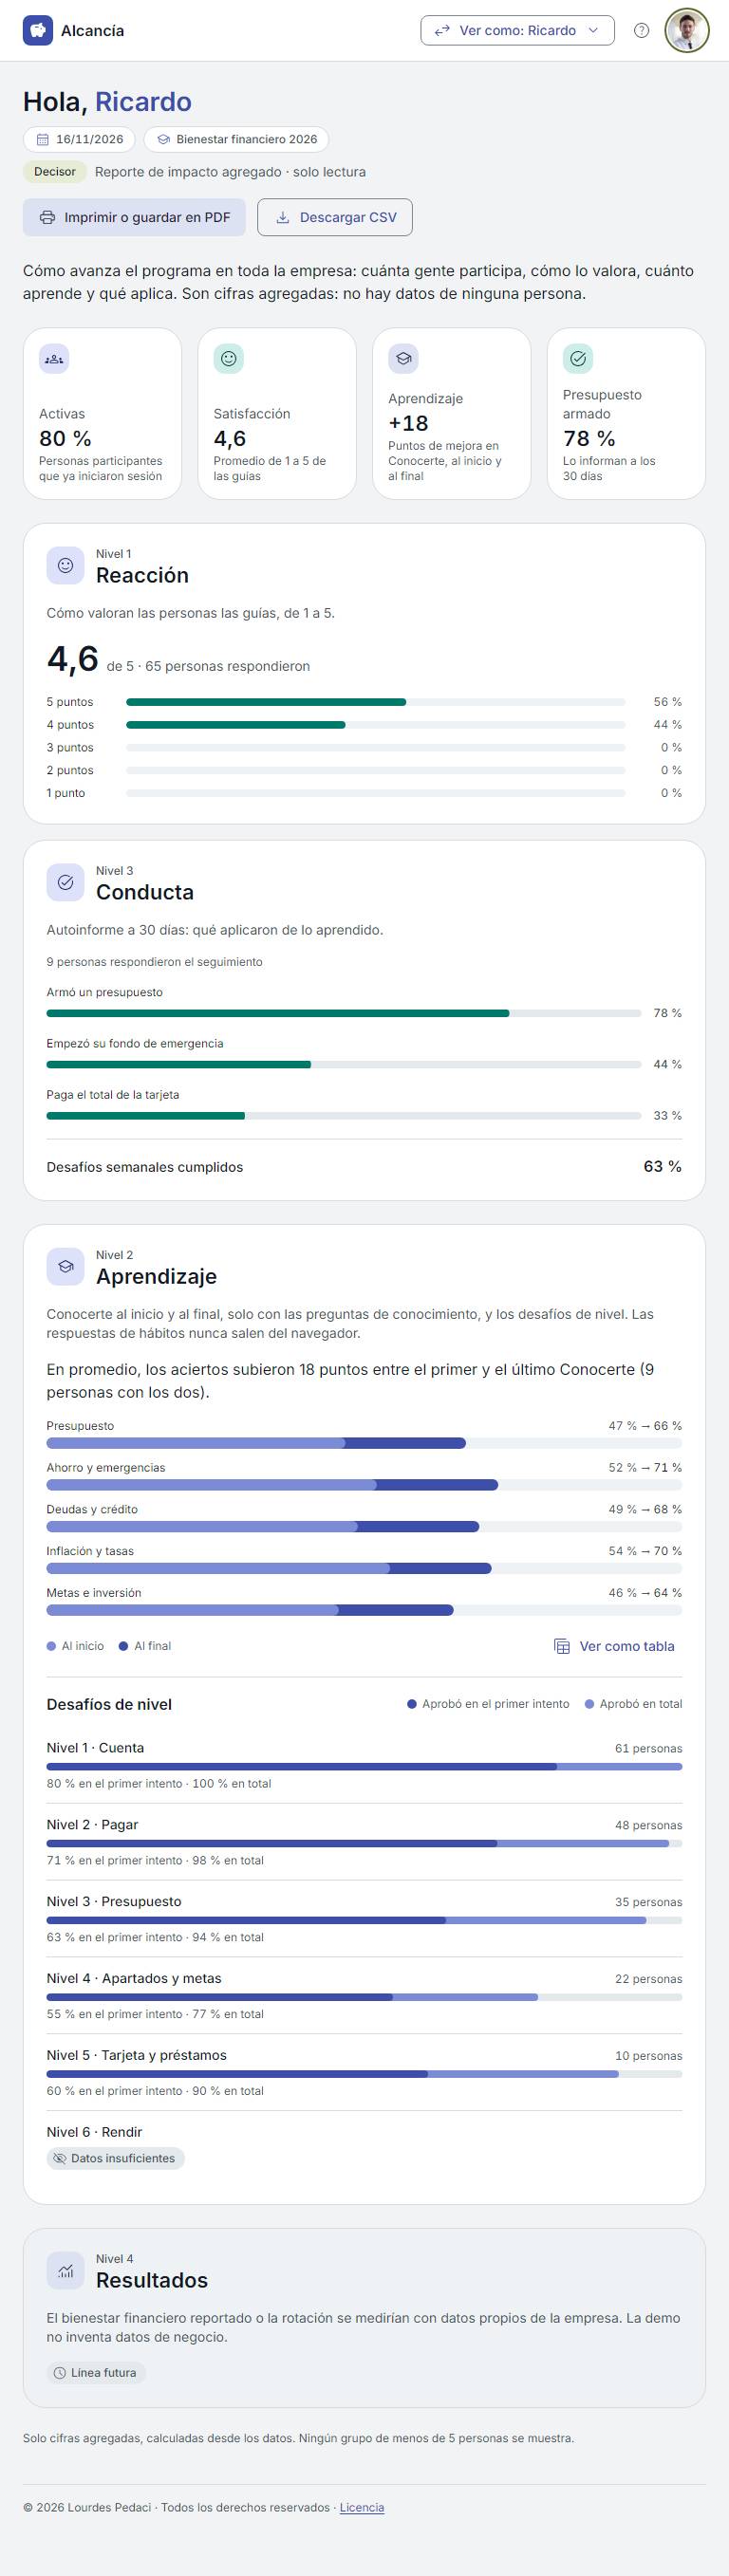 Alcancía
Ver como: Ricardo
Hola, Ricardo
16/11/2026
Bienestar financiero 2026
Decisor
Reporte de impacto agregado · solo lectura
Imprimir o guardar en PDF
Descargar CSV
Cómo avanza el programa en toda la empresa: cuánta gente participa, cómo lo valora, cuánto
aprende y qué aplica. Son cifras agregadas: no hay datos de ninguna persona.
Activas
80 %
Personas participantes
que ya iniciaron sesión
Satisfacción
4,6
Promedio de 1 a 5 de
las guías
Aprendizaje
+18
Puntos de mejora en
Conocerte, al inicio y
al final
Presupuesto
armado
78 %
Lo informan a los
30 días
Nivel 1
Reacción
Cómo valoran las personas las guías, de 1 a 5.
4,6 de 5 · 65 personas respondieron
5 puntos 56 %
4 puntos 44 %
3 puntos 0 %
2 puntos 0 %
1 punto 0 %
Nivel 3
Conducta
Autoinforme a 30 días: qué aplicaron de lo aprendido.
9 personas respondieron el seguimiento
Armó un presupuesto
78 %
Empezó su fondo de emergencia
44 %
Paga el total de la tarjeta
33 %
Desafíos semanales cumplidos 63 %
Nivel 2
Aprendizaje
Conocerte al inicio y al final, solo con las preguntas de conocimiento, y los desafíos de nivel. Las
respuestas de hábitos nunca salen del navegador.
En promedio, los aciertos subieron 18 puntos entre el primer y el último Conocerte (9
personas con los dos).
Presupuesto 47 % → 66 %
Ahorro y emergencias 52 % → 71 %
Deudas y crédito 49 % → 68 %
Inflación y tasas 54 % → 70 %
Metas e inversión 46 % → 64 %
Al inicio Al final
Ver como tabla
Desafíos de nivel
Aprobó en el primer intento Aprobó en total
Nivel 1 · Cuenta 61 personas
80 % en el primer intento · 100 % en total
Nivel 2 · Pagar 48 personas
71 % en el primer intento · 98 % en total
Nivel 3 · Presupuesto 35 personas
63 % en el primer intento · 94 % en total
Nivel 4 · Apartados y metas 22 personas
55 % en el primer intento · 77 % en total
Nivel 5 · Tarjeta y préstamos 10 personas
60 % en el primer intento · 90 % en total
Nivel 6 · Rendir
Datos insuficientes
Nivel 4
Resultados
El bienestar financiero reportado o la rotación se medirían con datos propios de la empresa. La demo
no inventa datos de negocio.
Línea futura
Solo cifras agregadas, calculadas desde los datos. Ningún grupo de menos de 5 personas se muestra.
© 2026 Lourdes Pedaci · Todos los derechos reservados · Licencia